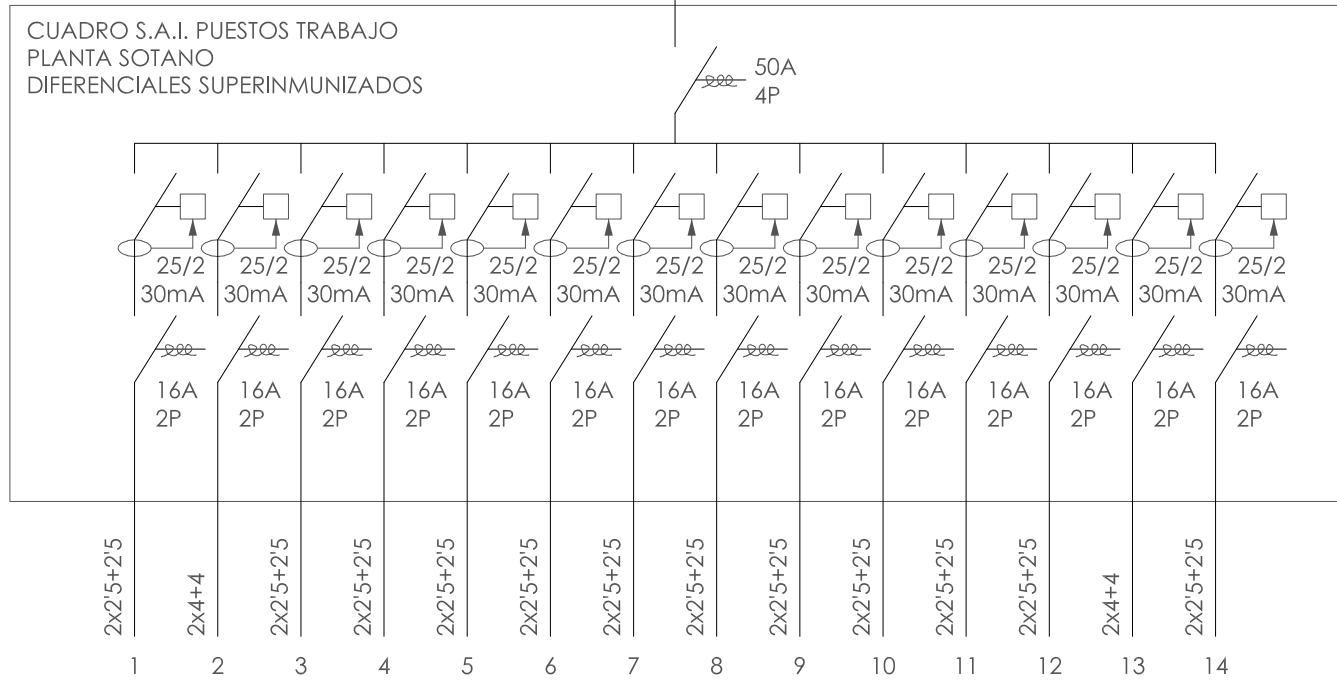 CUADRO S.A.I. PUESTOS TRABAJO
PLANTA SOTANO
DIFERENCIALES SUPERINMUNIZADOS
50A
4P
25/2 25/2 25/2 25/2 25/2 25/2 25/2 25/2 25/2 25/2 25/2 25/2 25/2 25/2
30mA 30mA 30mA 30mA 30mA 30mA 30mA 30mA 30mA 30mA 30mA 30mA 30mA 30mA
16A 16A 16A 16A 16A 16A 16A 16A 16A 16A 16A 16A 16A 16A
2P 2P 2P 2P 2P 2P 2P 2P 2P 2P 2P 2P 2P 2P
2x2'5+2'5 2x4+4 2x2'5+2'5 2x2'5+2'5 2x2'5+2'5 2x2'5+2'5 2x2'5+2'5 2x2'5+2'5 2x2'5+2'5 2x2'5+2'5 2x2'5+2'5 2x2'5+2'5 2x4+4 2x2'5+2'5
1 2 3 4 5 6 7 8 9 10 11 12 13 14